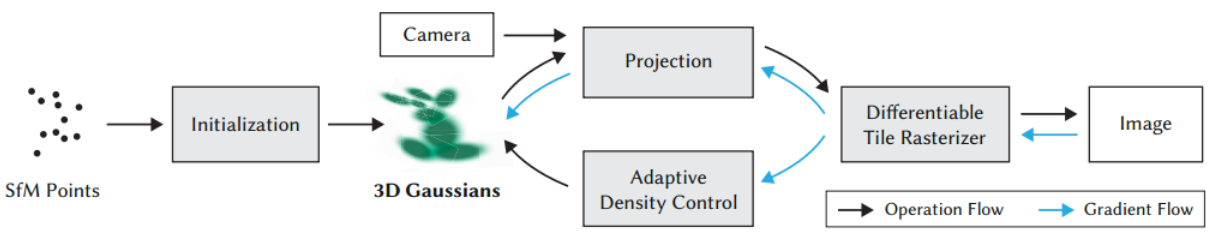 Camera
Projection
Initialization
Differentiable
Tile Rasterizer
Image
SfM Points
3D Gaussians
Adaptive
Density Control
Operation Flow
Gradient Flow